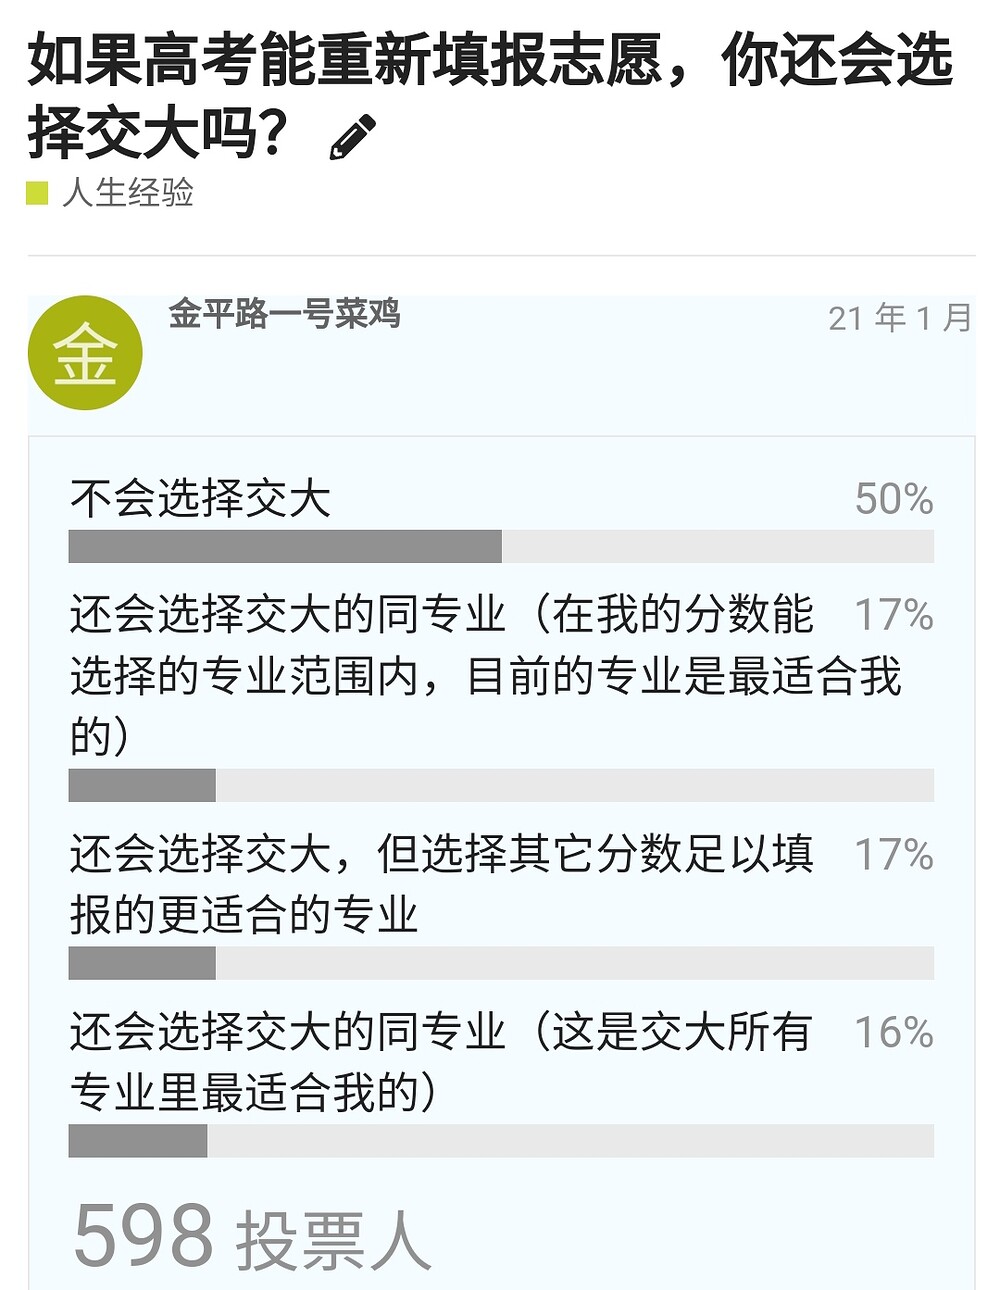 如果高考能重新填报志愿，你还会选
择交大吗？
人生经验
金
金平路一号菜鸡
21 年 1 月
不会选择交大
50%
还会选择交大的同专业（在我的分数能
17%
选择的专业范围内，目前的专业是最适合我
的）
还会选择交大，但选择其它分数足以填
17%
报的更适合的专业
还会选择交大的同专业（这是交大所有
16%
专业里最适合我的）
598 投票人